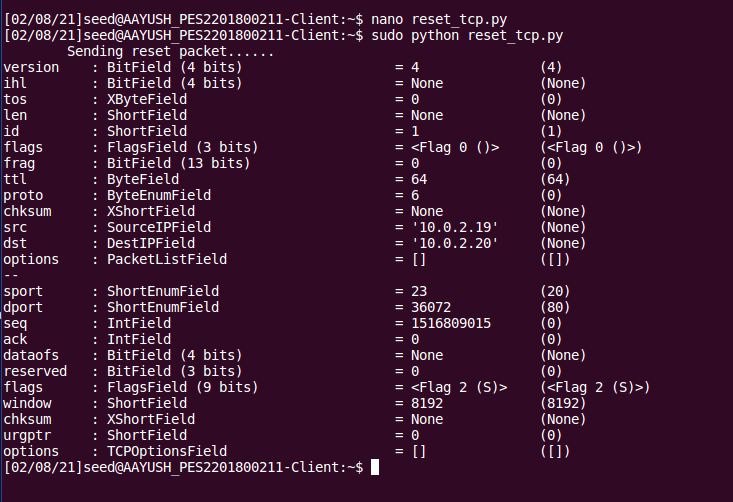 [02/08/21]seed@AAYUSH_PES2201800211-Client:~$ nano reset_tcp.py
[02/08/21]seed@AAYUSH_PES2201800211-Client:~$ sudo python reset_tcp.py
        Sending reset packet......
version    : BitField (4 bits)                   = 4               (4)
ihl        : BitField (4 bits)                   = None            (None)
tos        : XByteField                          = 0               (0)
len        : ShortField                          = None            (None)
id         : ShortField                          = 1               (1)
flags      : FlagsField (3 bits)                 = <Flag 0 ()>     (<Flag 0 ()>)
frag       : BitField (13 bits)                  = 0               (0)
ttl        : ByteField                           = 64              (64)
proto      : ByteEnumField                       = 6               (0)
chksum     : XShortField                         = None            (None)
src        : SourceIPField                       = '10.0.2.19'     (None)
dst        : DestIPField                         = '10.0.2.20'     (None)
options    : PacketListField                     = []              ([])
--
sport      : ShortEnumField                      = 23              (20)
dport      : ShortEnumField                      = 36072           (80)
seq        : IntField                            = 1516809015      (0)
ack        : IntField                            = 0               (0)
dataofs    : BitField (4 bits)                   = None            (None)
reserved   : BitField (3 bits)                   = 0               (0)
flags      : FlagsField (9 bits)                 = <Flag 2 (S)>    (<Flag 2 (S)>)
window     : ShortField                          = 8192            (8192)
chksum     : XShortField                         = None            (None)
urgptr     : ShortField                          = 0               (0)
options    : TCPOptionsField                     = []              ([])
[02/08/21]seed@AAYUSH_PES2201800211-Client:~$